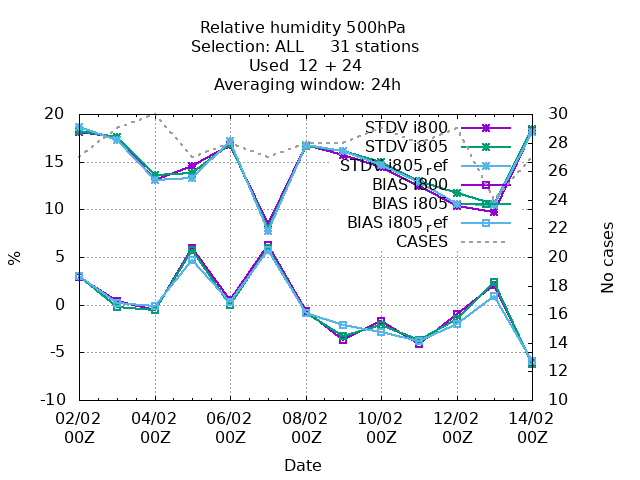 Relative humidity 500hPa
Selection: ALL 31 stations
Used 12 + 24
Averaging window: 24h
20
15
10
5
0
-5
-10
%
30
28
26
24
22
20
18
16
14
12
10
No cases
STDV i800
STDV i805
STDV i805ref
BIAS i800
BIAS i805
BIAS i805ref
CASES
02/02 04/02 06/02 08/02 10/02 12/02 14/02
00Z 00Z 00Z 00Z 00Z 00Z 00Z
Date